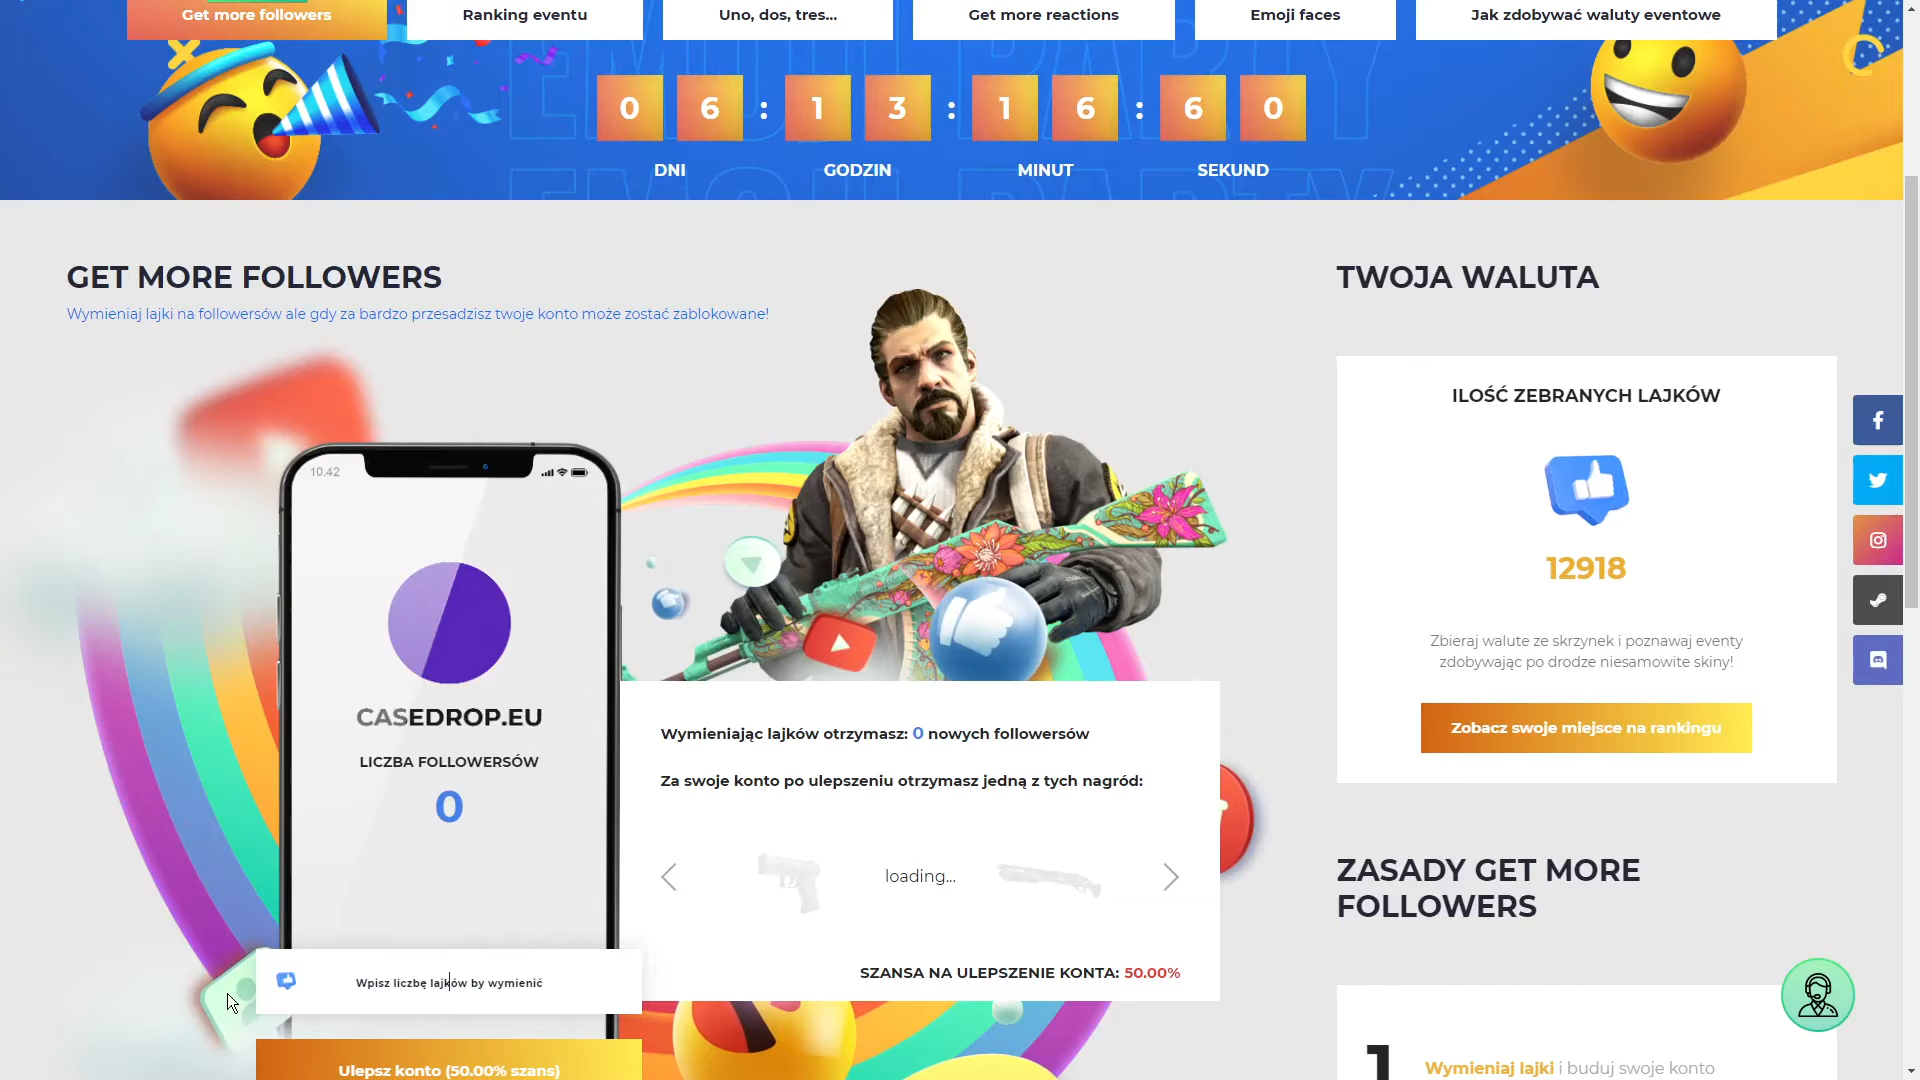 Get more followers
Ranking eventu
Uno, dos, tres...
Get more reactions
Emoji faces
Jak zdobywać waluty eventowe
0 6 : 1 3 : 1 6 : 6 0
DNI GODZIN MINUT SEKUND
GET MORE FOLLOWERS
Wymieniaj lajki na followersów ale gdy za bardzo przesadzisz twoje konto może zostać zablokowane!
10.42
CASEDROP.EU
LICZBA FOLLOWERSÓW
0
Wpisz liczbę lajków by wymienić
Ulepsz konto (50.00% szans)
Wymieniając lajków otrzymasz: 0 nowych followersów
Za swoje konto po ulepszeniu otrzymasz jedną z tych nagród:
loading...
SZANSA NA ULEPSZENIE KONTA: 50.00%
TWOJA WALUTA
ILOŚĆ ZEBRANYCH LAJKÓW
12918
Zbieraj walute ze skrzynek i poznawaj eventy
zdobywając po drodze niesamowite skiny!
Zobacz swoje miejsce na rankingu
ZASADY GET MORE
FOLLOWERS
1
Wymieniaj lajki i buduj swoje konto